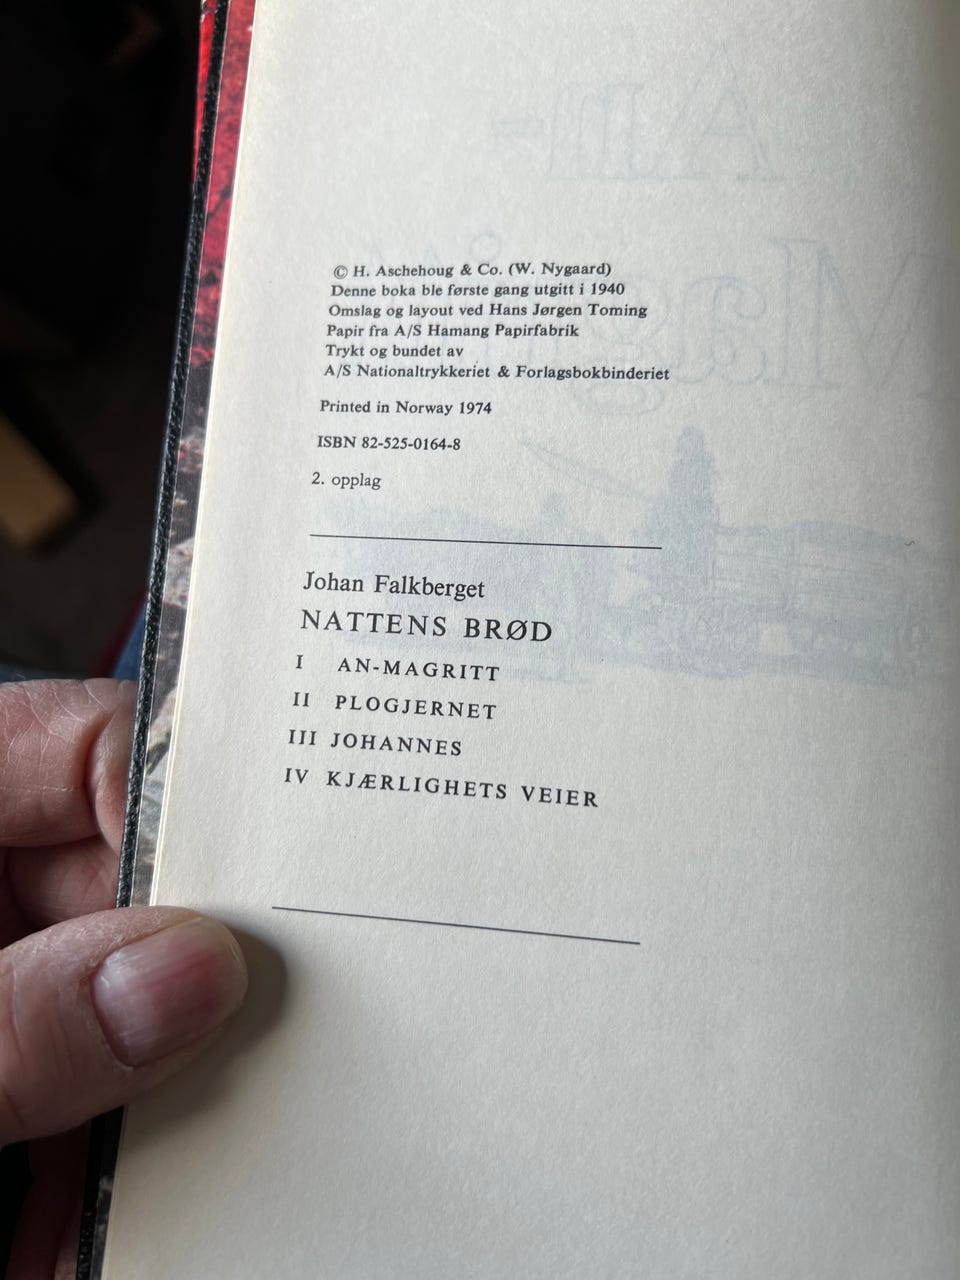 © H. Aschehoug & Co. (W. Nygaard)
Denne boka ble første gang utgitt i 1940
Omslag og layout ved Hans Jørgen Toming
Papir fra A/S Hamang Papirfabrik
Trykt og bundet av
A/S Nationaltrykkeriet & Forlagsbokbinderiet
Printed in Norway 1974
ISBN 82-525-0164-8
2. opplag
Johan Falkberget
NATTENS BRØD
I AN-MAGRITT
II PLOGJERNET
III JOHANNES
IV KJÆRLIGHETS VEIER